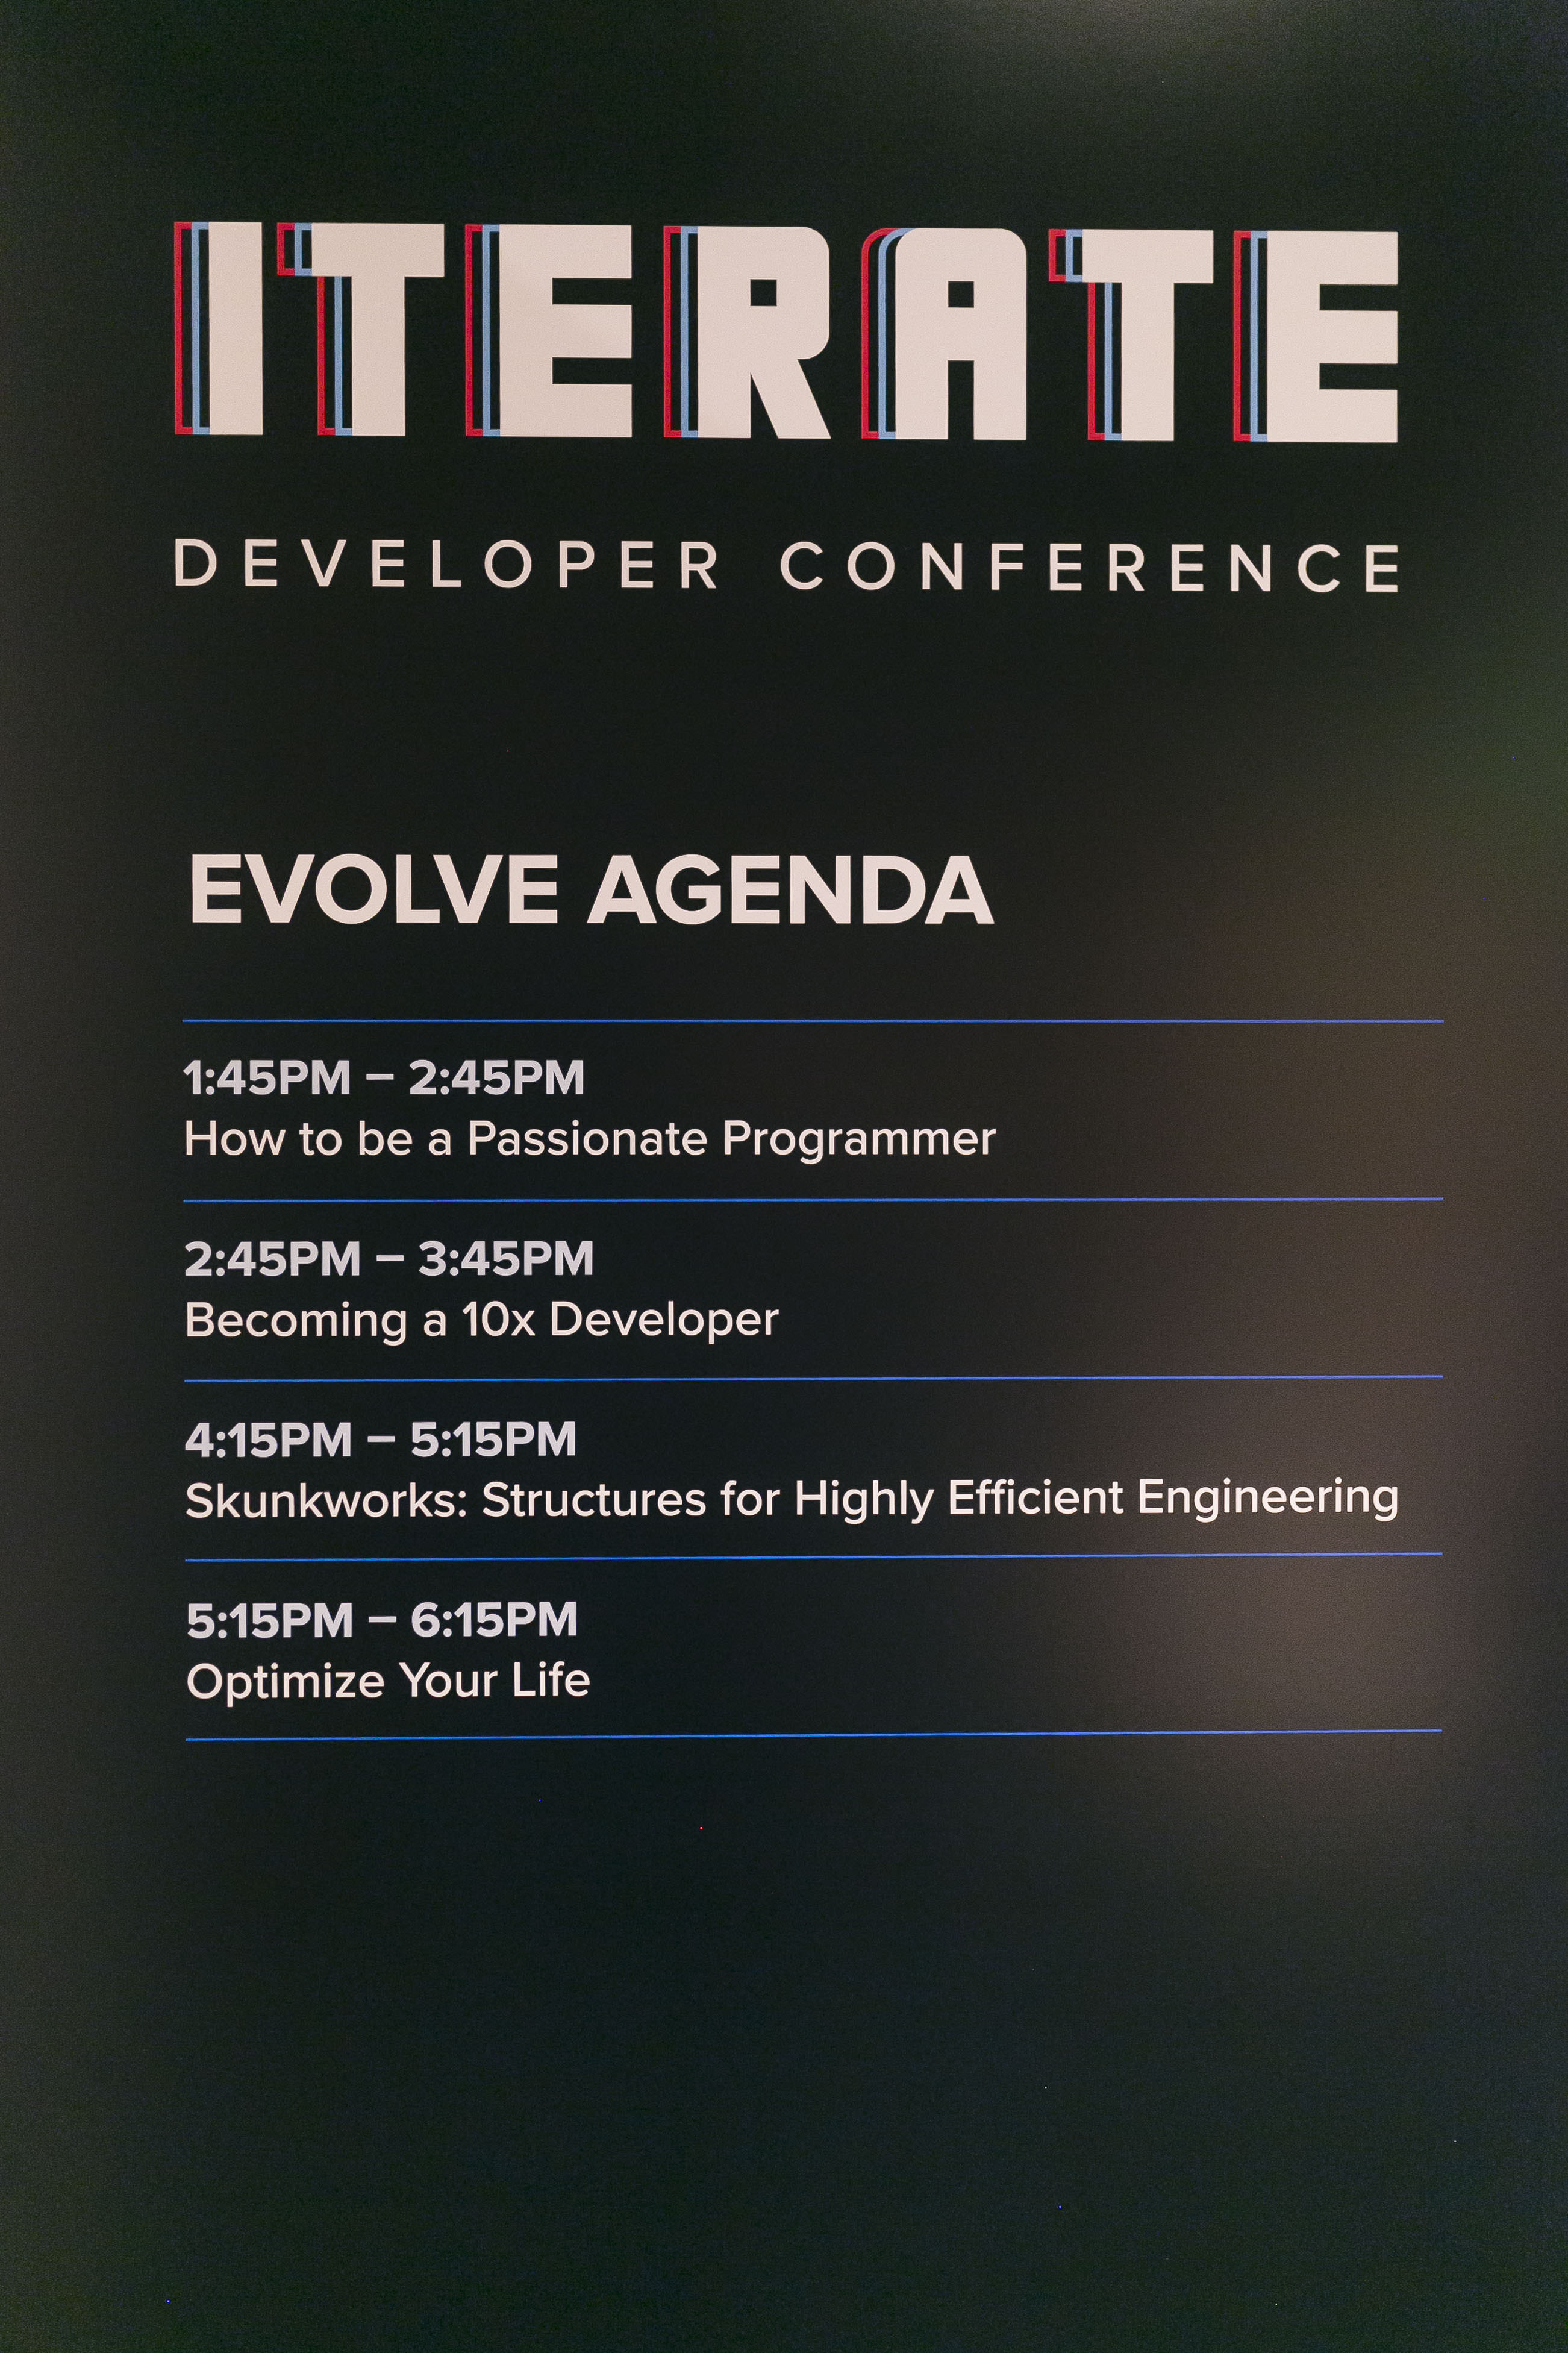 ITERATE
DEVELOPER CONFERENCE
EVOLVE AGENDA
1:45PM – 2:45PM
How to be a Passionate Programmer
2:45PM – 3:45PM
Becoming a 10x Developer
4:15PM – 5:15PM
Skunkworks: Structures for Highly Efficient Engineering
5:15PM – 6:15PM
Optimize Your Life